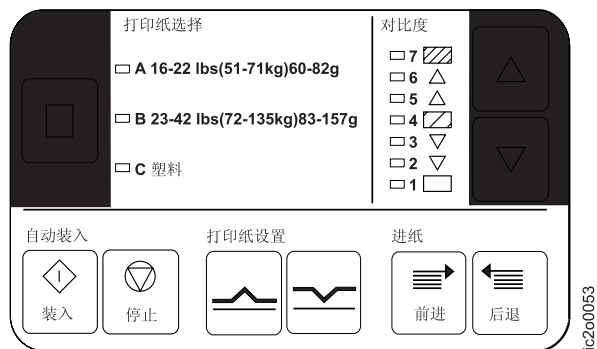 打印纸选择
A 16-22 lbs(51-71kg)60-82g
B 23-42 lbs(72-135kg)83-157g
C 塑料
对比度
7
6
5
4
3
2
1
自动装入
装入
停止
打印纸设置
进纸
前进
后退
ic2o0053